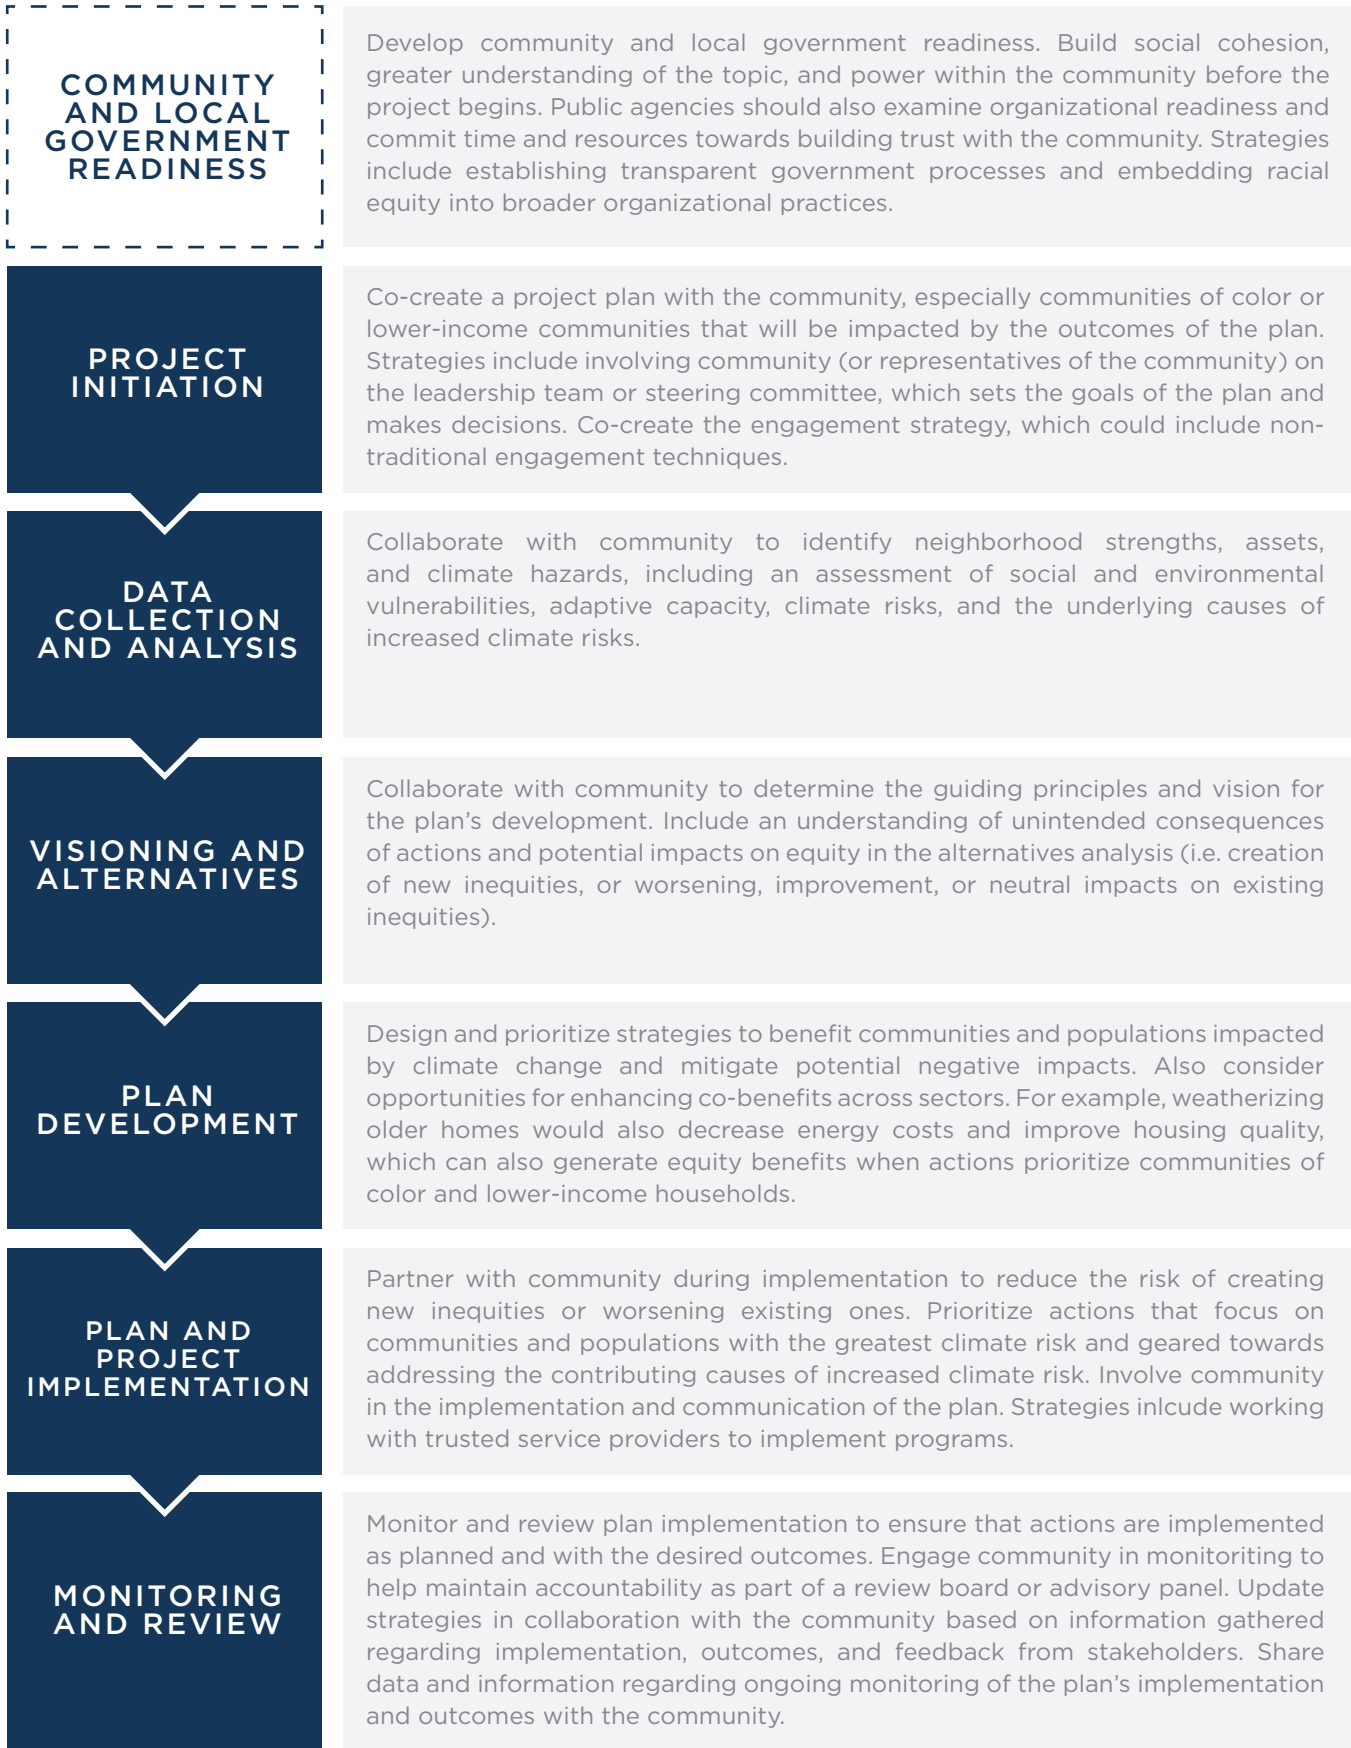 COMMUNITY
AND LOCAL
GOVERNMENT
READINESS
Develop community and local government readiness. Build social cohesion,
greater understanding of the topic, and power within the community before the
project begins. Public agencies should also examine organizational readiness and
commit time and resources towards building trust with the community. Strategies
include establishing transparent government processes and embedding racial
equity into broader organizational practices.
PROJECT
INITIATION
Co-create a project plan with the community, especially communities of color or
lower-income communities that will be impacted by the outcomes of the plan.
Strategies include involving community (or representatives of the community) on
the leadership team or steering committee, which sets the goals of the plan and
makes decisions. Co-create the engagement strategy, which could include non-
traditional engagement techniques.
DATA
COLLECTION
AND ANALYSIS
Collaborate with community to identify neighborhood strengths, assets,
and climate hazards, including an assessment of social and environmental
vulnerabilities, adaptive capacity, climate risks, and the underlying causes of
increased climate risks.
VISIONING AND
ALTERNATIVES
Collaborate with community to determine the guiding principles and vision for
the plan’s development. Include an understanding of unintended consequences
of actions and potential impacts on equity in the alternatives analysis (i.e. creation
of new inequities, or worsening, improvement, or neutral impacts on existing
inequities).
PLAN
DEVELOPMENT
Design and prioritize strategies to benefit communities and populations impacted
by climate change and mitigate potential negative impacts. Also consider
opportunities for enhancing co-benefits across sectors. For example, weatherizing
older homes would also decrease energy costs and improve housing quality,
which can also generate equity benefits when actions prioritize communities of
color and lower-income households.
PLAN AND
PROJECT
IMPLEMENTATION
Partner with community during implementation to reduce the risk of creating
new inequities or worsening existing ones. Prioritize actions that focus on
communities and populations with the greatest climate risk and geared towards
addressing the contributing causes of increased climate risk. Involve community
in the implementation and communication of the plan. Strategies inlcude working
with trusted service providers to implement programs.
MONITORING
AND REVIEW
Monitor and review plan implementation to ensure that actions are implemented
as planned and with the desired outcomes. Engage community in monitoriting to
help maintain accountability as part of a review board or advisory panel. Update
strategies in collaboration with the community based on information gathered
regarding implementation, outcomes, and feedback from stakeholders. Share
data and information regarding ongoing monitoring of the plan’s implementation
and outcomes with the community.